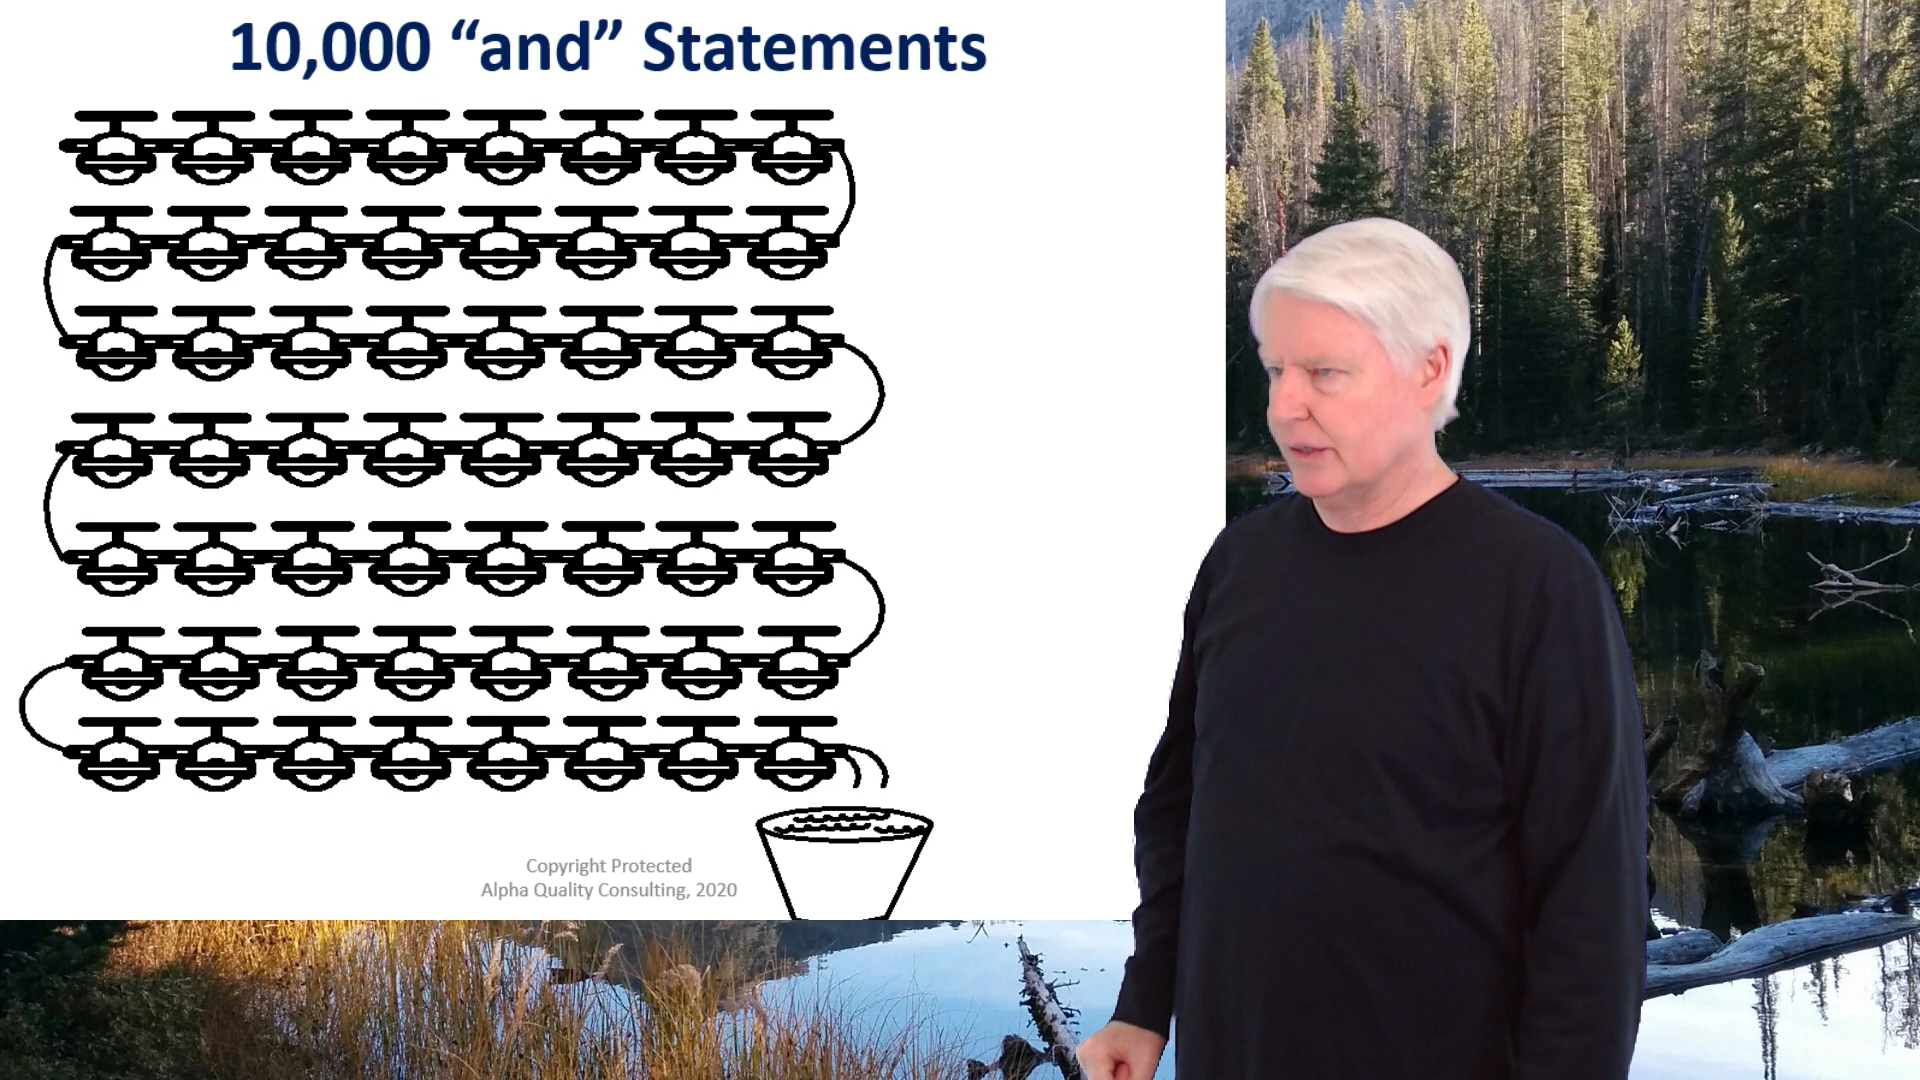 10,000 “and” Statements
Copyright Protected
Alpha Quality Consulting, 2020